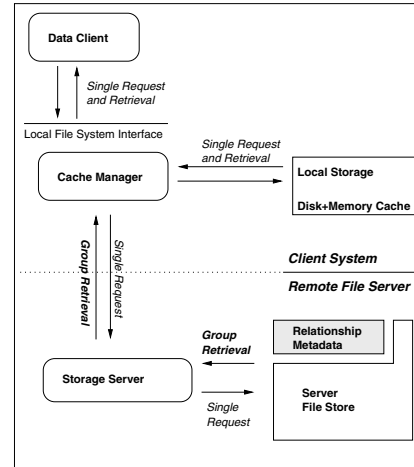 Data Client
Single Request
and Retrieval
Local File System Interface
Single Request
and Retrieval
Cache Manager
Local Storage
Disk+Memory Cache
Group Retrieval
Single Request
Client System
Remote File Server
Relationship
Metadata
Group
Retrieval
Storage Server
Server
File Store
Single
Request